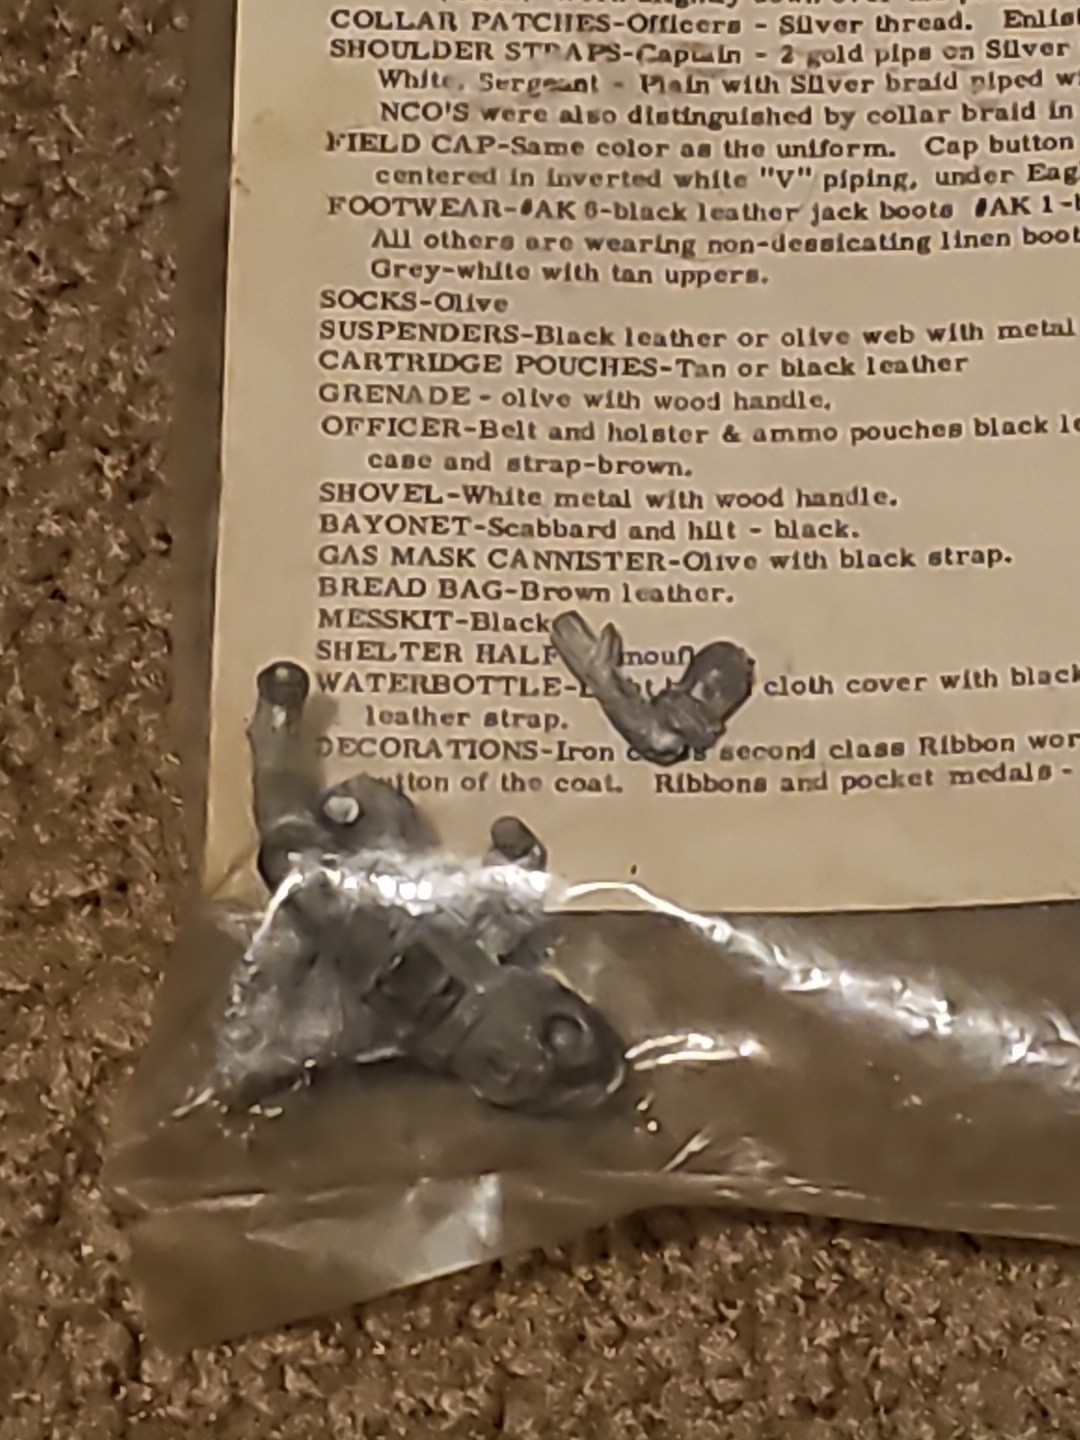 COLLAR PATCHES-Officers - Silver thread.
SHOULDER STRAPS-Captain - 2 gold pips on Silver
White, Sergeant - Plain with Silver braid piped
NCO'S were also distinguished by collar braid in
FIELD CAP-Same color as the uniform. Cap button
centered in inverted white "V" piping, under
FOOTWEAR-#AK 6-black leather jack boots #AK 1-
All others are wearing non-dessicating linen
Grey-white with tan uppers.
SOCKS-Olive
SUSPENDERS-Black leather or olive web with metal
CARTRIDGE POUCHES-Tan or black leather
GRENADE - olive with wood handle.
OFFICER-Belt and holster & ammo pouches black
case and strap-brown.
SHOVEL-White metal with wood handle.
BAYONET-Scabbard and hilt - black.
GAS MASK CANNISTER-Olive with black strap.
BREAD BAG-Brown leather.
MESSKIT-Black
SHELTER HALF
WATERBOTTLE- cloth cover with black
leather strap.
DECORATIONS-Iron second class Ribbon
of the coat. Ribbons and pocket medals -